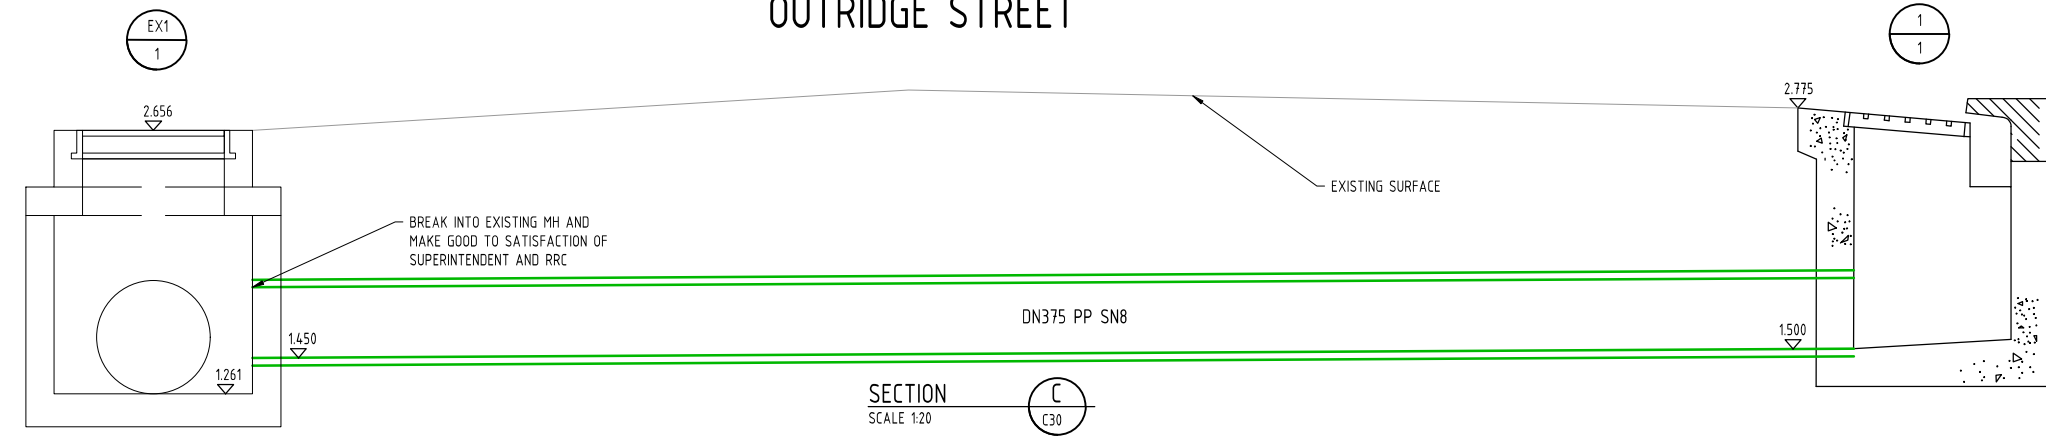 OUTRIDGE STREET
EX1
1
1
1
2.656
2.775
EXISTING SURFACE
BREAK INTO EXISTING MH AND
MAKE GOOD TO SATISFACTION OF
SUPERINTENDENT AND RRC
DN375 PP SN8
1.450
1.500
1.261
SECTION
SCALE 1:20
C
C30